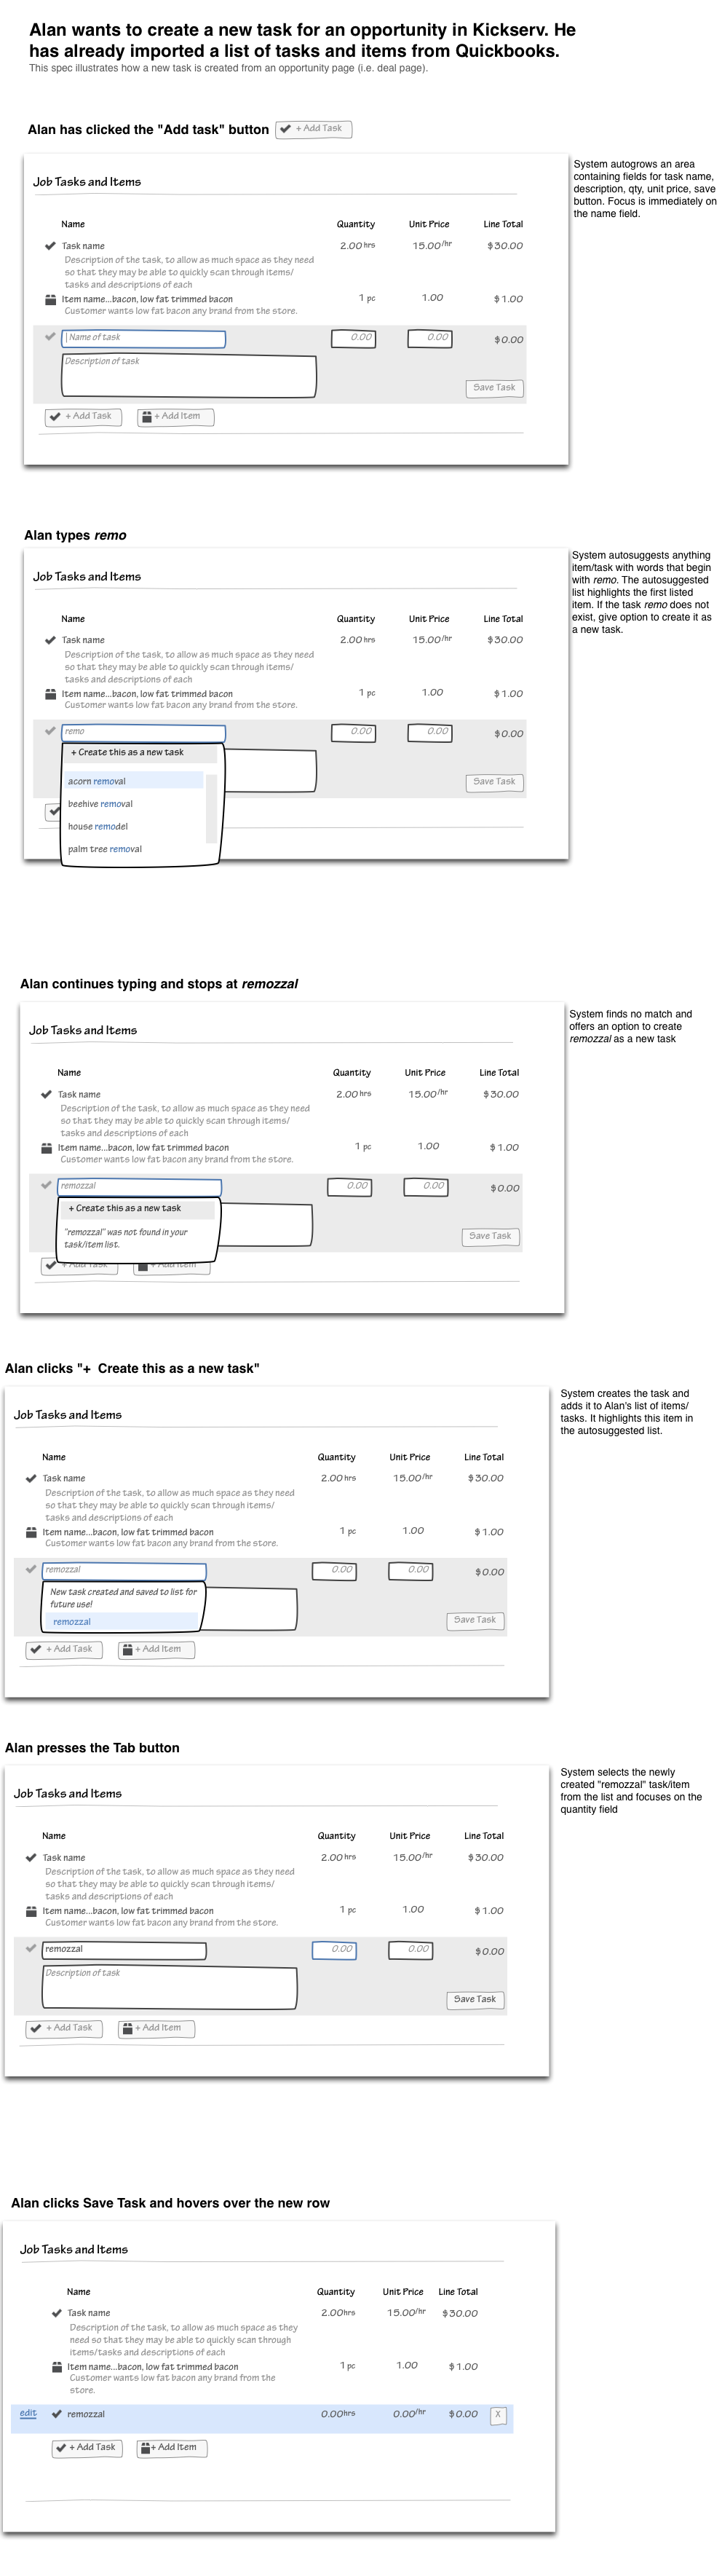 Alan wants to create a new task for an opportunity in Kickserv. He
has already imported a list of tasks and items from Quickbooks.
This spec illustrates how a new task is created from an opportunity page (i.e. deal page).
Alan has clicked the "Add task" button + Add Task
System autogrows an area
containing fields for task name,
description, qty, unit price, save
button. Focus is immediately on
the name field.
Job Tasks and Items
Name Quantity Unit Price Line Total
Task name 2.00 hrs 15.00/hr $30.00
Description of the task, to allow as much space as they need
so that they may be able to quickly scan through items/
tasks and descriptions of each
Item name...bacon, low fat trimmed bacon 1 pc 1.00 $1.00
Customer wants low fat bacon any brand from the store.
Name of task 0.00 0.00 $0.00
Description of task
Save Task
+ Add Task + Add Item
Alan types remo
System autosuggests anything
item/task with words that begin
with remo. The autosuggested
list highlights the first listed
item. If the task remo does not
exist, give option to create it as
a new task.
Job Tasks and Items
Name Quantity Unit Price Line Total
Task name 2.00 hrs 15.00/hr $30.00
Description of the task, to allow as much space as they need
so that they may be able to quickly scan through items/
tasks and descriptions of each
Item name...bacon, low fat trimmed bacon 1 pc 1.00 $1.00
Customer wants low fat bacon any brand from the store.
remo 0.00 0.00 $0.00
+ Create this as a new task
acorn removal
Save Task
beehive removal
house remodel
palm tree removal
Alan continues typing and stops at remozzal
System finds no match and
offers an option to create
remozzal as a new task
Job Tasks and Items
Name Quantity Unit Price Line Total
Task name 2.00 hrs 15.00/hr $30.00
Description of the task, to allow as much space as they need
so that they may be able to quickly scan through items/
tasks and descriptions of each
Item name...bacon, low fat trimmed bacon 1 pc 1.00 $1.00
Customer wants low fat bacon any brand from the store.
remozzal 0.00 0.00 $0.00
+ Create this as a new task
"remozzal" was not found in your
task/item list.
Save Task
+ Add Task + Add Item
Alan clicks "+ Create this as a new task"
System creates the task and
adds it to Alan's list of items/
tasks. It highlights this item in
the autosuggested list.
Job Tasks and Items
Name Quantity Unit Price Line Total
Task name 2.00 hrs 15.00/hr $30.00
Description of the task, to allow as much space as they need
so that they may be able to quickly scan through items/
tasks and descriptions of each
Item name...bacon, low fat trimmed bacon 1 pc 1.00 $1.00
Customer wants low fat bacon any brand from the store.
remozzal 0.00 0.00 $0.00
New task created and saved to list for
future use!
remozzal
Save Task
+ Add Task + Add Item
Alan presses the Tab button
System selects the newly
created "remozzal" task/item
from the list and focuses on the
quantity field
Job Tasks and Items
Name Quantity Unit Price Line Total
Task name 2.00 hrs 15.00/hr $30.00
Description of the task, to allow as much space as they need
so that they may be able to quickly scan through items/
tasks and descriptions of each
Item name...bacon, low fat trimmed bacon 1 pc 1.00 $1.00
Customer wants low fat bacon any brand from the store.
remozzal 0.00 0.00 $0.00
Description of task
Save Task
+ Add Task + Add Item
Alan clicks Save Task and hovers over the new row
Job Tasks and Items
Name Quantity Unit Price Line Total
Task name 2.00hrs 15.00/hr $30.00
Description of the task, to allow as much space as they
need so that they may be able to quickly scan through
items/tasks and descriptions of each
Item name...bacon, low fat trimmed bacon 1 pc 1.00 $1.00
Customer wants low fat bacon any brand from the
store.
edit remozzal 0.00hrs 0.00/hr $0.00 X
+ Add Task + Add Item